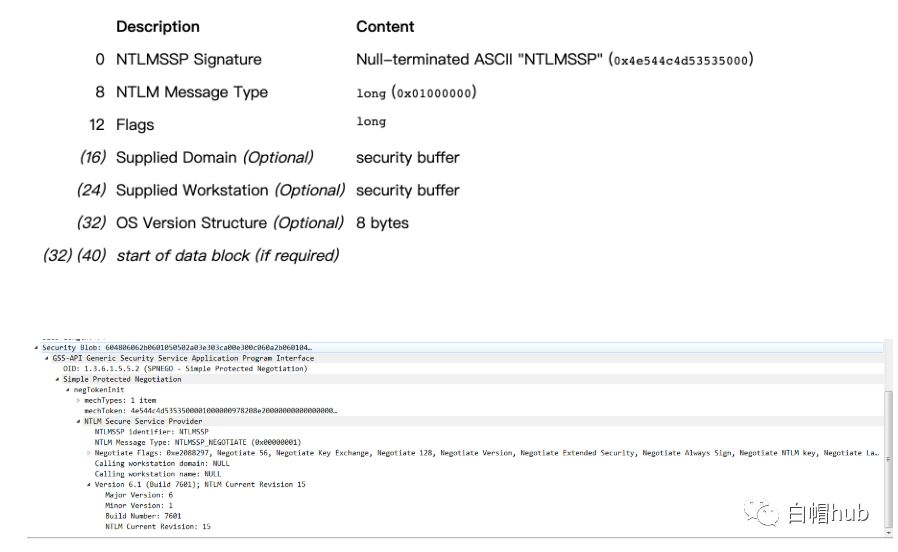 Description Content
0 NTLMSSP Signature Null-terminated ASCII "NTLMSSP" (0x4e544c4d53535000)
8 NTLM Message Type long (0x01000000)
12 Flags long
(16) Supplied Domain (Optional) security buffer
(24) Supplied Workstation (Optional) security buffer
(32) OS Version Structure (Optional) 8 bytes
(32) (40) start of data block (if required)
Security Blob: 604806062b0601050502a03e303ca00e300c060a2b060104…
GSS-API Generic Security Service Application Program Interface
OID: 1.3.6.1.5.5.2 (SPNEGO - Simple Protected Negotiation)
Simple Protected Negotiation
negTokenInit
mechTypes: 1 item
mechToken: 4e544c4d5353500001000000978208e20000000000000000…
NTLM Secure Service Provider
NTLMSSP identifier: NTLMSSP
NTLM Message Type: NTLMSSP_NEGOTIATE (0x00000001)
Negotiate Flags: 0xe2088297, Negotiate 56, Negotiate Key Exchange, Negotiate 128, Negotiate Version, Negotiate Extended Security, Negotiate Always Sign, Negotiate NTLM key, Negotiate La…
Calling workstation domain: NULL
Calling workstation name: NULL
Version 6.1 (Build 7601); NTLM Current Revision 15
Major Version: 6
Minor Version: 1
Build Number: 7601
NTLM Current Revision: 15
白帽hub